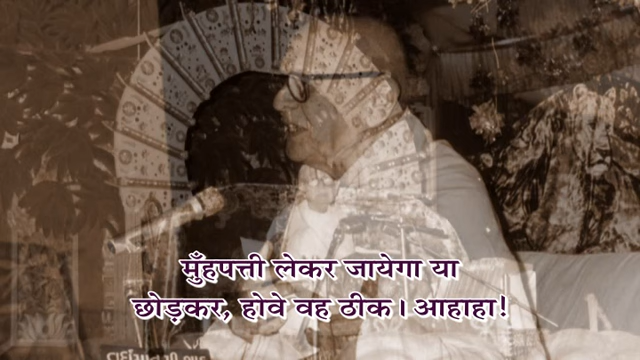 मुँहपत्ती लेकर जायेगा या
छोड़कर, होवे वह ठीक। आहाहा!